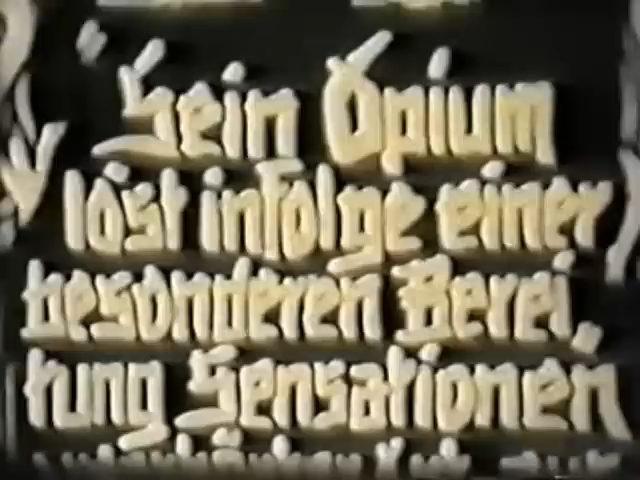 "Sein Opium
löst infolge einer
besonderen Berei„
tung Sensationen